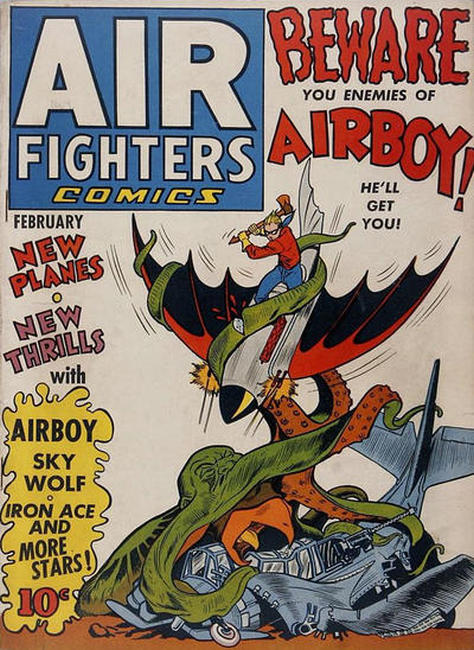 AIR
FIGHTERS
COMICS
BEWARE
YOU ENEMIES OF
AIRBOY!
HE'LL
GET
YOU!
FEBRUARY
NEW
PLANES
NEW
THRILLS
with
AIRBOY
SKY
WOLF
IRON ACE
AND
MORE
STARS!
10¢